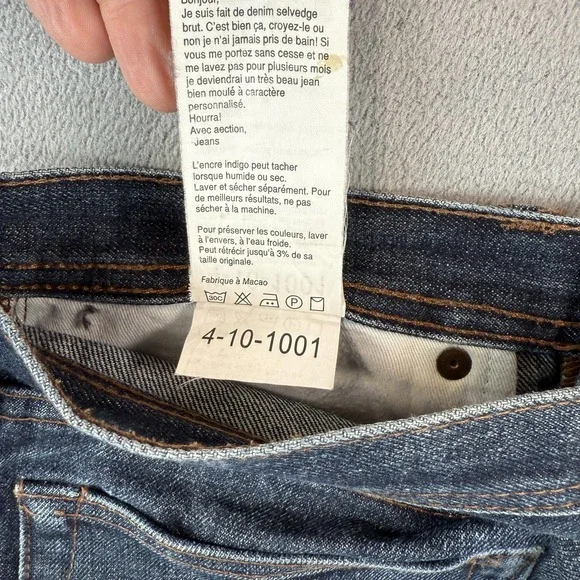 Bonjour,
Je suis fait de denim selvedge
brut. C'est bien ça, croyez-le ou
non je n'ai jamais pris de bain! Si
vous me portez sans cesse et ne
me lavez pas pour plusieurs mois
je deviendrai un très beau jean
bien moulé à caractère
personnalisé.
Hourra!
Avec aection,
Jeans
L'encre indigo peut tacher
lorsque humide ou sec.
Laver et sécher séparément. Pour
de meilleurs résultats, ne pas
sécher à la machine.
Pour préserver les couleurs, laver
à l'envers, à l'eau froide.
Peut rétrécir jusqu'à 3% de sa
taille originale.
Fabrique à Macao
30C P
4-10-1001